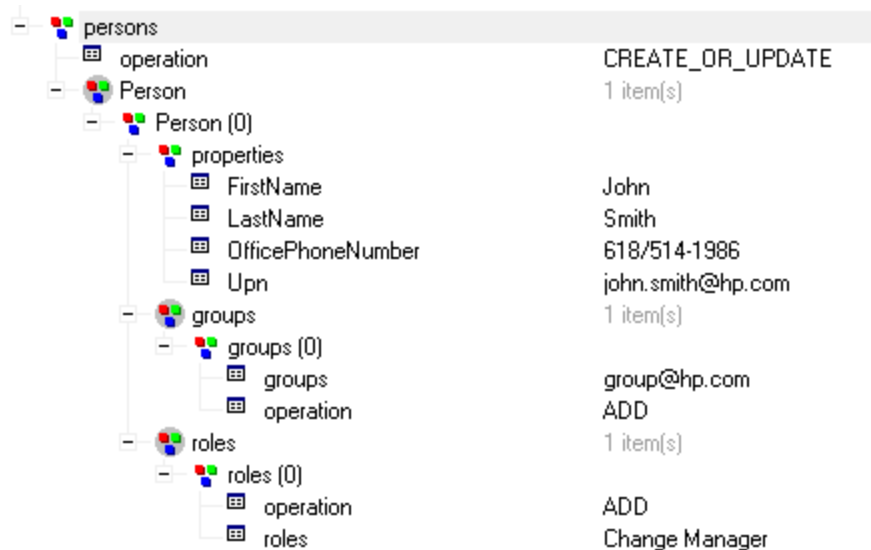 persons
operation CREATE_OR_UPDATE
Person 1 item(s)
Person (0)
properties
FirstName John
LastName Smith
OfficePhoneNumber 618/514-1986
Upn john.smith@hp.com
groups 1 item(s)
groups (0)
groups group@hp.com
operation ADD
roles 1 item(s)
roles (0)
operation ADD
roles Change Manager